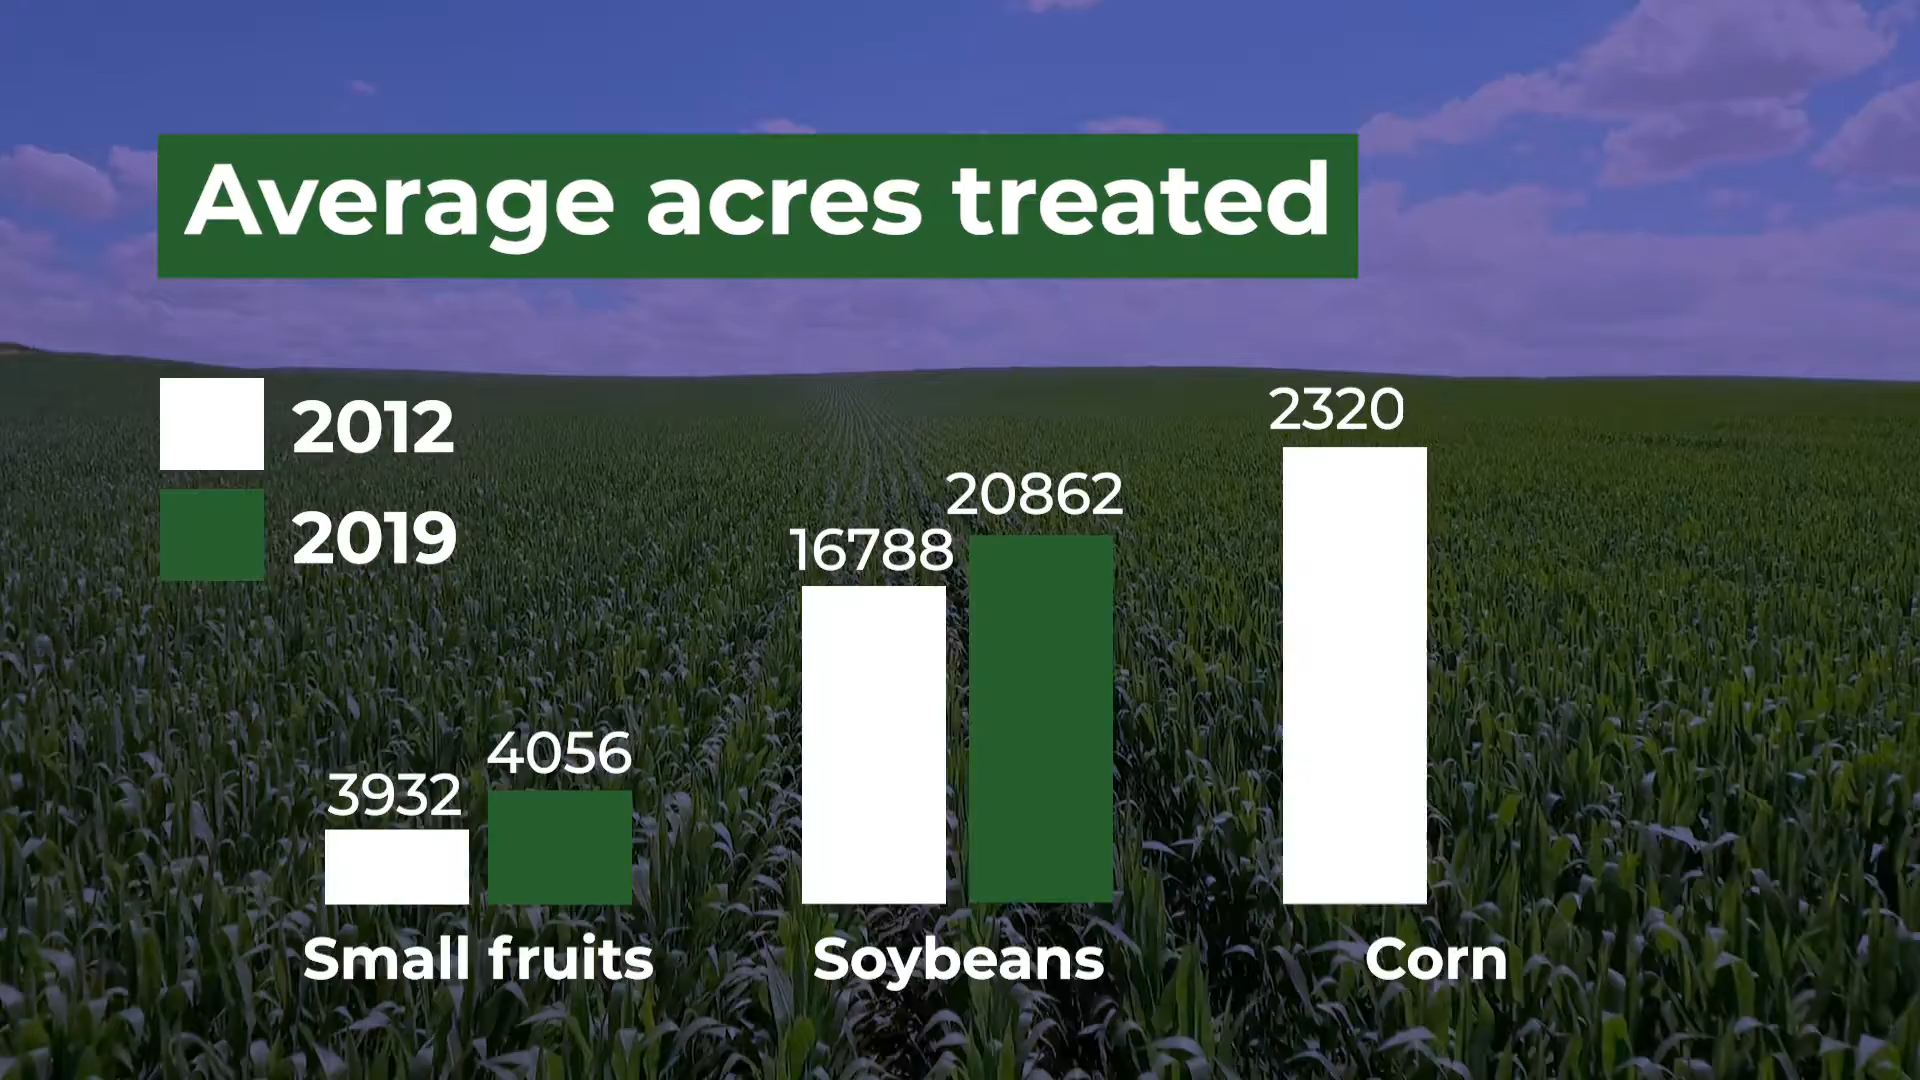 Average acres treated
2012
2019
2320
20862
16788
4056
3932
Small fruits
Soybeans
Corn